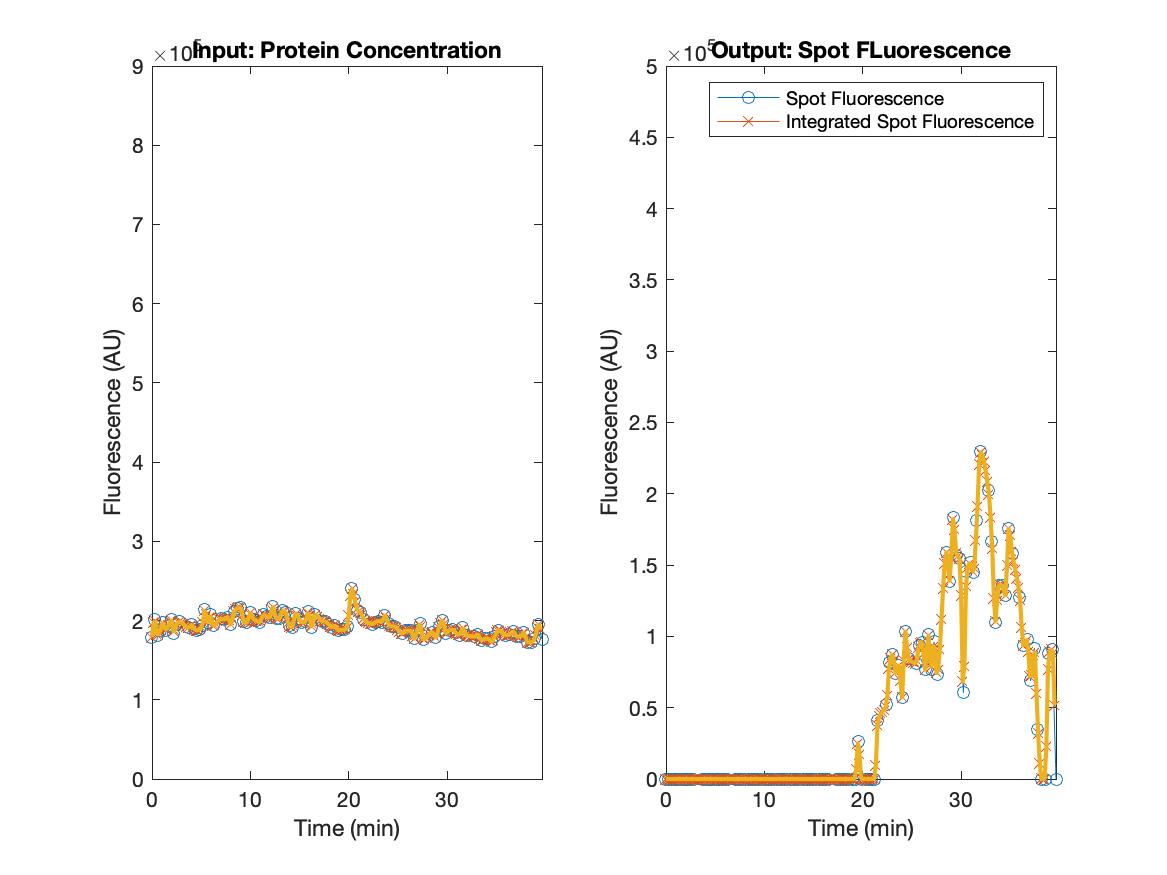 ×10⁵
Input: Protein Concentration
9
8
7
6
5
4
3
2
1
0
0 10 20 30
Fluorescence (AU)
Time (min)
×10⁵
Output: Spot FLuorescence
Spot Fluorescence
Integrated Spot Fluorescence
5
4.5
4
3.5
3
2.5
2
1.5
1
0.5
0
0 10 20 30
Fluorescence (AU)
Time (min)